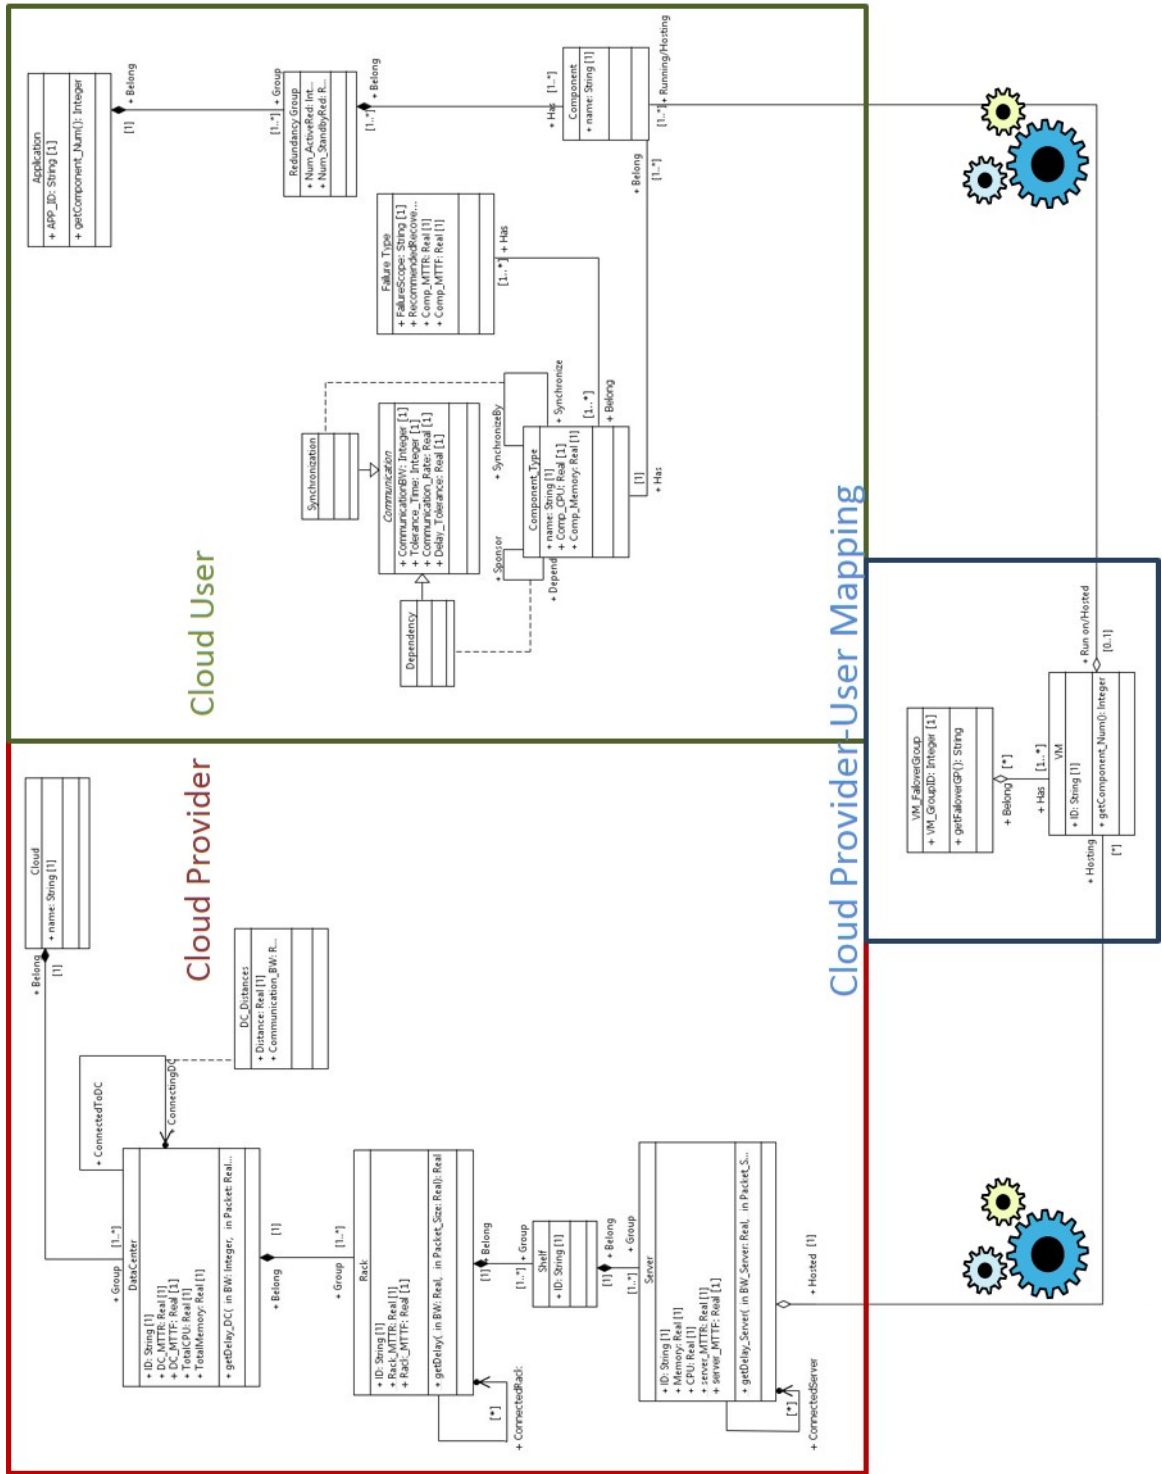 Cloud Provider
Cloud
+ name: String [1]
+ Belong
[1]
+ ConnectedToDC
+ ConnectingDC
DC_Distances
+ Distance: Real [1]
+ Communication_BW: R...
+ Group
[1..*]
DataCenter
+ ID: String [1]
+ DC_MTTR: Real [1]
+ DC_MTTF: Real [1]
+ TotalCPU: Real [1]
+ TotalMemory: Real [1]
+ getDelay_DC( in BW: Integer, in Packet: Real...
+ Belong
[1]
+ Group
[1..*]
Rack
+ ID: String [1]
+ Rack_MTTR: Real [1]
+ Rack_MTTF: Real [1]
+ getDelay( in BW: Real, in Packet_Size: Real): Real
[*]
+ ConnectedRack
+ Belong
[1]
+ Group
[1..*]
Shelf
+ ID: String [1]
+ Belong
[1]
+ Group
[1..*]
Server
+ ID: String [1]
+ Memory: Real [1]
+ CPU: Real [1]
+ server_MTTR: Real [1]
+ server_MTTF: Real [1]
+ getDelay_Server( in BW_Server: Real, in Packet_S...
[*]
+ ConnectedServer
+ Hosted [1]
Cloud User
Application
+ APP_ID: String [1]
+ getComponent_Num(): Integer
+ Belong
[1]
+ Group
[1..*]
Redundancy Group
+ Num_ActiveRed: Int...
+ Num_StandbyRed: R...
+ Belong
[1..*]
+ Has
[1..*]
Component
+ name: String [1]
+ Running/Hosting
[1..*]
+ Belong
[1..*]
Failure Type
+ FailureScope: String [1]
+ RecommendedRecove...
+ Comp_MTTR: Real [1]
+ Comp_MTTF: Real [1]
+ Has
[1..*]
Synchronization
Communication
+ CommunicationBW: Integer [1]
+ Tolerance_Time: Integer [1]
+ Communication_Rate: Real [1]
+ Delay_Tolerance: Real [1]
Dependency
+ SynchronizeBy
+ Synchronize
+ Sponsor
+ Depend
Component_Type
+ name: String [1]
+ Comp_CPU: Real [1]
+ Comp_Memory: Real [1]
[1..*]
+ Belong
[1]
+ Has
Cloud Provider-User Mapping
VM_FailoverGroup
+ VM_GroupID: Integer [1]
+ getFailoverGP(): String
+ Belong
[*]
+ Has
[1..*]
VM
+ ID: String [1]
+ getComponent_Num(): Integer
+ Hosting
[*]
+ Run on/Hosted
[0..1]